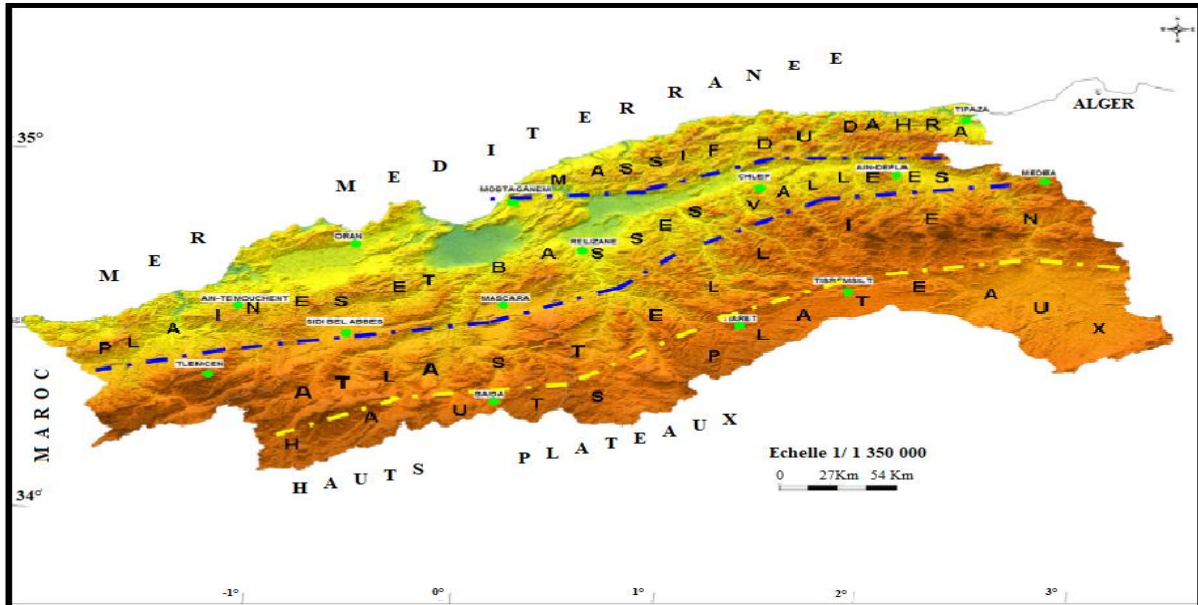 MER MEDITERRANEE
ALGER
TIPAZA
35°
MASSIF DU DAHRA
MOSTAGANEM
CHLEF
AIN-DEFLA
MEDEA
ORAN
RELIZANE
PLAINES ET BASSES VALLEES
AIN-TEMOUCHENT
MASCARA
SIDI BEL ABBES
TISSEMSILT
TIARET
TLEMCEN
ATLAS TELLIEN
SAIDA
HAUTS PLATEAUX
MAROC
HAUTS PLATEAUX
Echelle 1/ 1 350 000
0 27Km 54 Km
34°
-1° 0° 1° 2° 3°